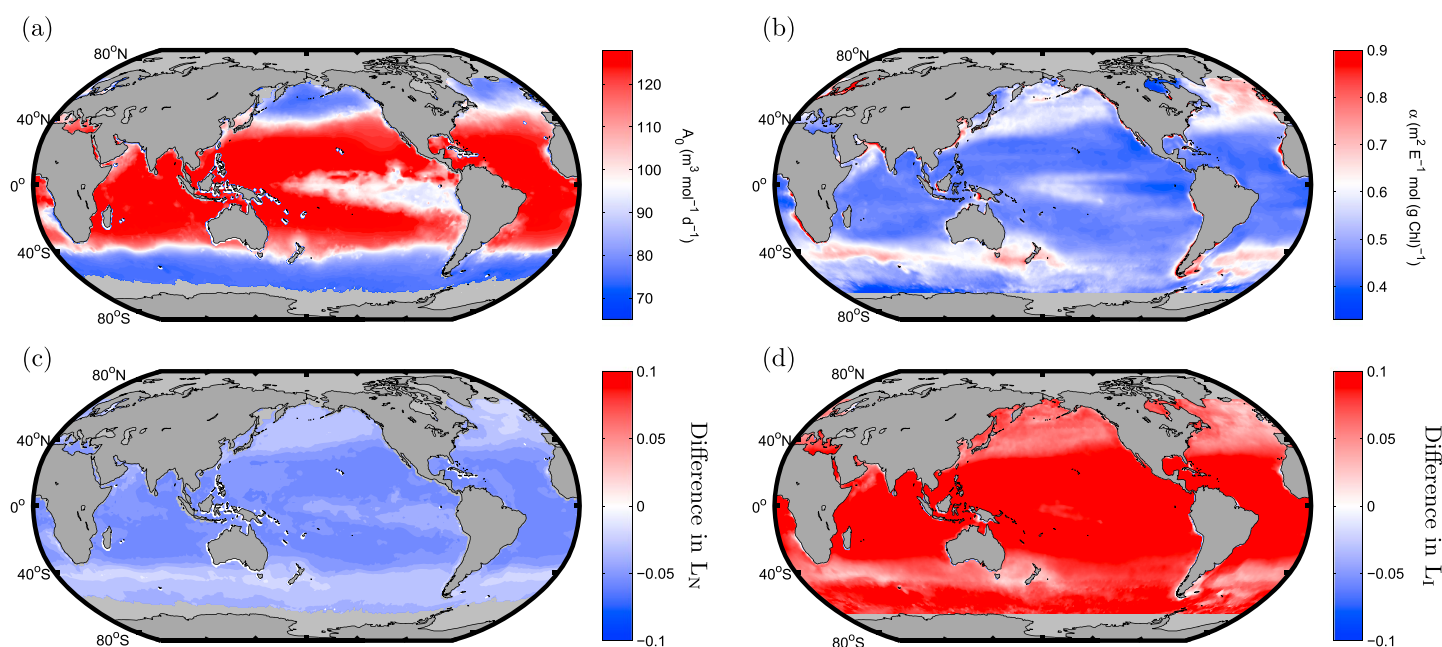 (a)
80°N
40°N
0°
40°S
80°S
120
110
100
90
80
70
A₀ (m³ mol⁻¹ d⁻¹)
(b)
80°N
40°N
0°
40°S
80°S
0.9
0.8
0.7
0.6
0.5
0.4
α (m² E⁻¹ mol (g Chl)⁻¹)
(c)
80°N
40°N
0°
40°S
80°S
0.1
0.05
0
−0.05
−0.1
Difference in L_N
(d)
80°N
40°N
0°
40°S
80°S
0.1
0.05
0
−0.05
−0.1
Difference in L_I